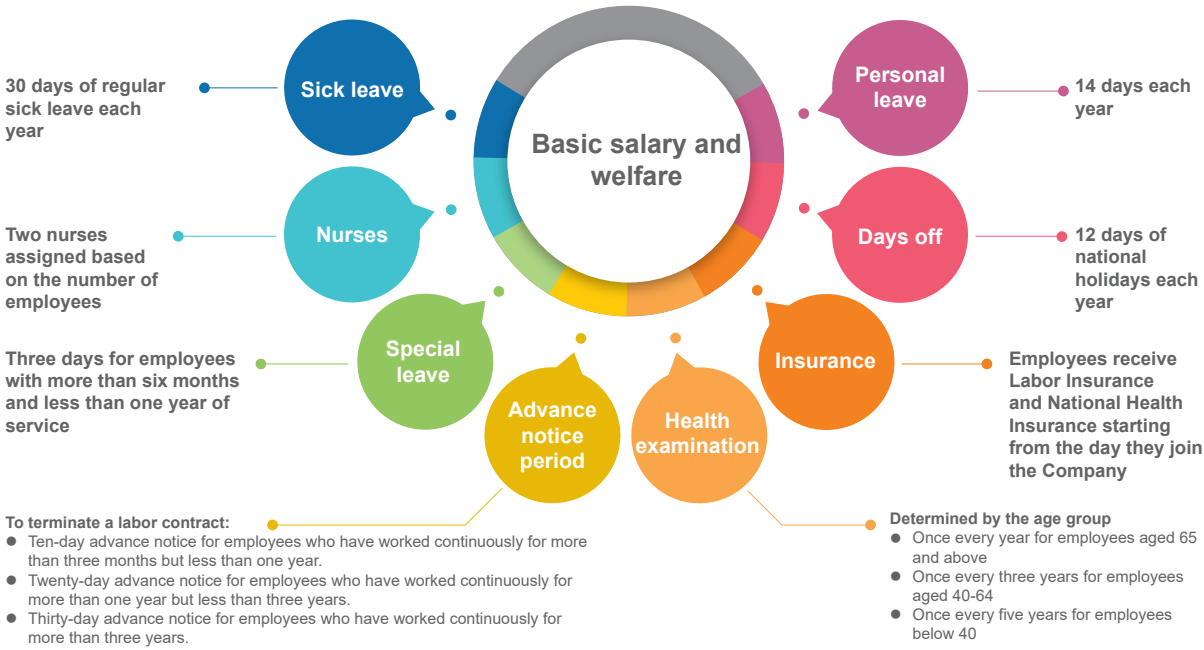 Basic salary and
welfare
Sick leave
30 days of regular
sick leave each
year
Nurses
Two nurses
assigned based
on the number of
employees
Special
leave
Three days for employees
with more than six months
and less than one year of
service
Advance
notice
period
To terminate a labor contract:
● Ten-day advance notice for employees who have worked continuously for more
than three months but less than one year.
● Twenty-day advance notice for employees who have worked continuously for
more than one year but less than three years.
● Thirty-day advance notice for employees who have worked continuously for
more than three years.
Personal
leave
14 days each
year
Days off
12 days of
national
holidays each
year
Insurance
Employees receive
Labor Insurance
and National Health
Insurance starting
from the day they join
the Company
Health
examination
Determined by the age group
● Once every year for employees aged 65
and above
● Once every three years for employees
aged 40-64
● Once every five years for employees
below 40